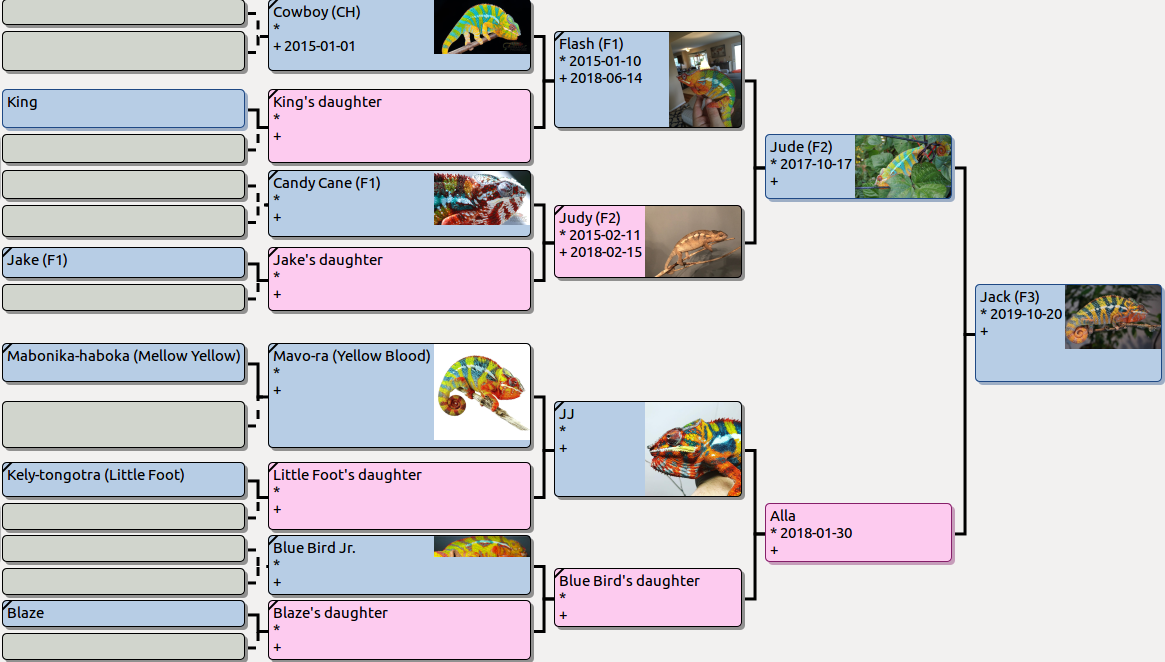 Cowboy (CH)
*
+ 2015-01-01
King
King's daughter
*
+
Candy Cane (F1)
*
+
Jake (F1)
Jake's daughter
*
+
Mabonika-haboka (Mellow Yellow)
Mavo-ra (Yellow Blood)
*
+
Kely-tongotra (Little Foot)
Little Foot's daughter
*
+
Blue Bird Jr.
*
+
Blaze
Blaze's daughter
*
+
Flash (F1)
* 2015-01-10
+ 2018-06-14
Judy (F2)
* 2015-02-11
+ 2018-02-15
JJ
*
+
Blue Bird's daughter
*
+
Jude (F2)
* 2017-10-17
+
Alla
* 2018-01-30
+
Jack (F3)
* 2019-10-20
+